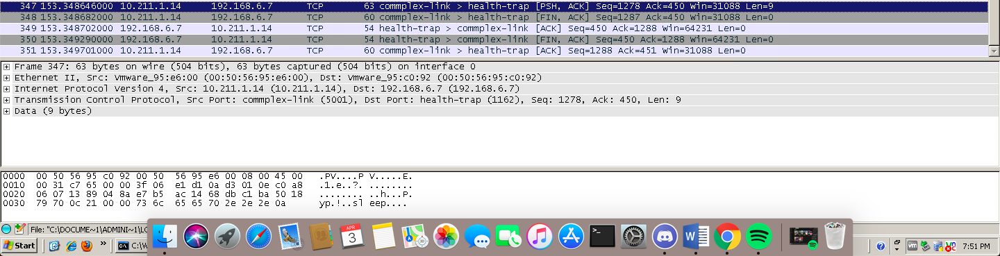 347 153.348646000 10.211.1.14 192.168.6.7 TCP 63 commplex-link > health-trap [PSH, ACK] Seq=1278 Ack=450 Win=31088 Len=9
348 153.348682000 10.211.1.14 192.168.6.7 TCP 60 commplex-link > health-trap [FIN, ACK] Seq=1287 Ack=450 Win=31088 Len=0
349 153.348702000 192.168.6.7 10.211.1.14 TCP 54 health-trap > commplex-link [ACK] Seq=450 Ack=1288 Win=64231 Len=0
350 153.349290000 192.168.6.7 10.211.1.14 TCP 54 health-trap > commplex-link [FIN, ACK] Seq=450 Ack=1288 Win=64231 Len=0
351 153.349701000 10.211.1.14 192.168.6.7 TCP 60 commplex-link > health-trap [ACK] Seq=1288 Ack=451 Win=31088 Len=0
Frame 347: 63 bytes on wire (504 bits), 63 bytes captured (504 bits) on interface 0
Ethernet II, Src: Vmware_95:e6:00 (00:50:56:95:e6:00), Dst: Vmware_95:c0:92 (00:50:56:95:c0:92)
Internet Protocol Version 4, Src: 10.211.1.14 (10.211.1.14), Dst: 192.168.6.7 (192.168.6.7)
Transmission Control Protocol, Src Port: commplex-link (5001), Dst Port: health-trap (1162), Seq: 1278, Ack: 450, Len: 9
Data (9 bytes)
0000 00 50 56 95 c0 92 00 50 56 95 e6 00 08 00 45 00 .PV....P V.....E.
0010 00 31 c7 65 00 00 3f 06 e1 d1 0a d3 01 0e c0 a8 .1.e..?. ........
0020 06 07 13 89 04 8a e7 b5 ac 14 68 db c1 ba 50 18 ........ ..h...P.
0030 79 70 0c 21 00 00 73 6c 65 65 70 2e 2e 2e 0a yp.!..sl eep....
File: "C:\DOCUME~1\ADMINI~1\LO
APR
3
>_
Start
C:\W
vm
7:51 PM